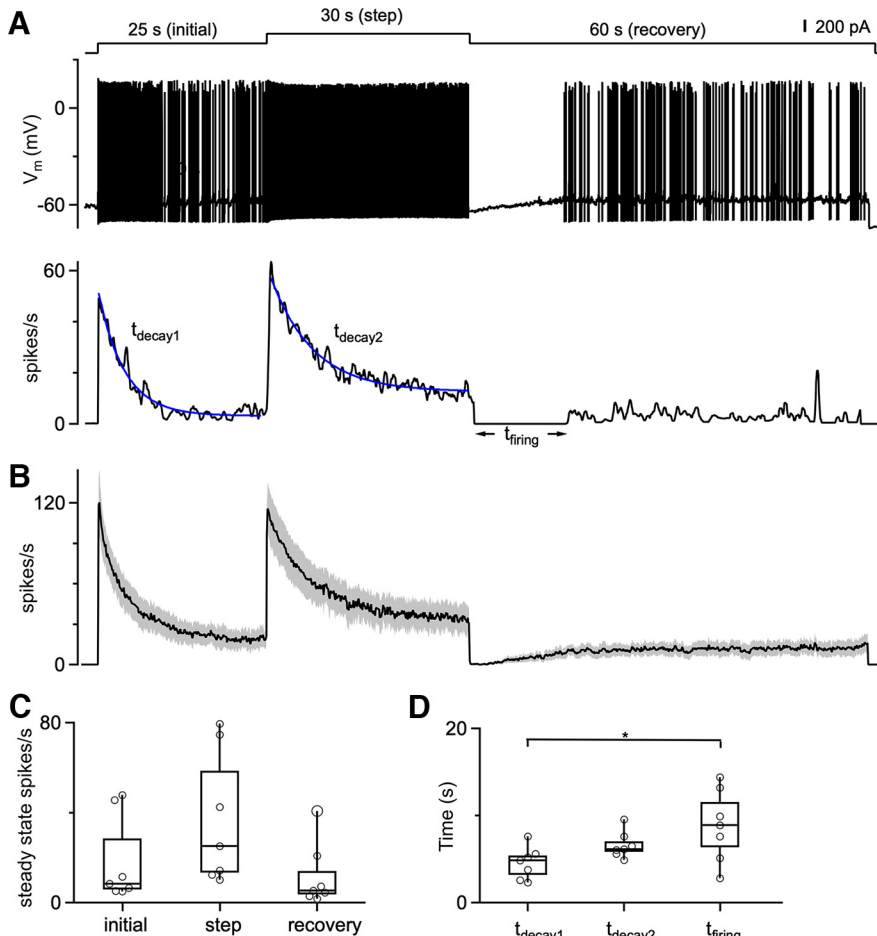 A
25 s (initial)
30 s (step)
60 s (recovery)
200 pA
0
-60
Vm (mV)
60
0
spikes/s
tdecay1
tdecay2
tfiring
B
120
0
spikes/s
C
80
0
steady state spikes/s
initial
step
recovery
D
20
0
Time (s)
*
tdecay1
tdecay2
tfiring